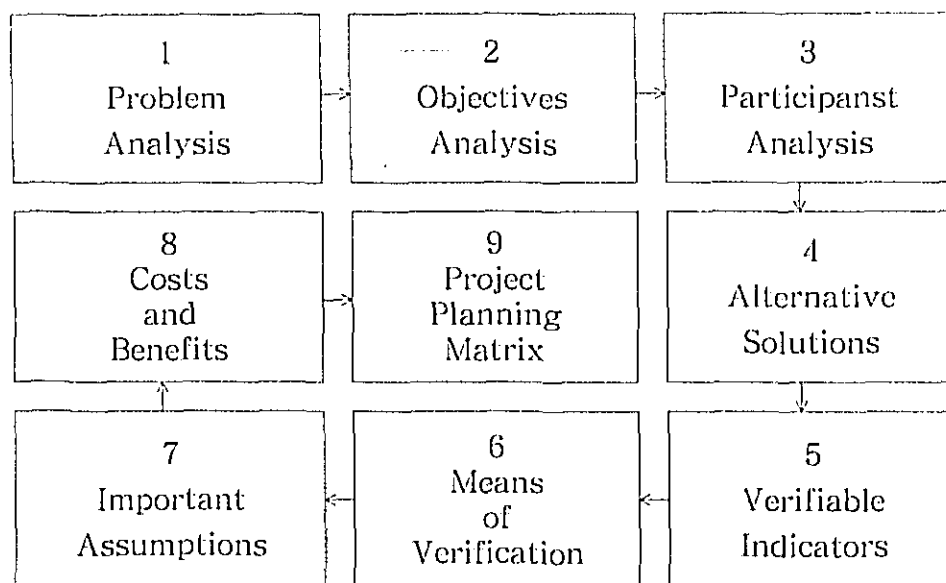 1
Problem
Analysis
2
Objectives
Analysis
3
Participanst
Analysis
4
Alternative
Solutions
5
Verifiable
Indicators
6
Means
of
Verification
7
Important
Assumptions
8
Costs
and
Benefits
9
Project
Planning
Matrix